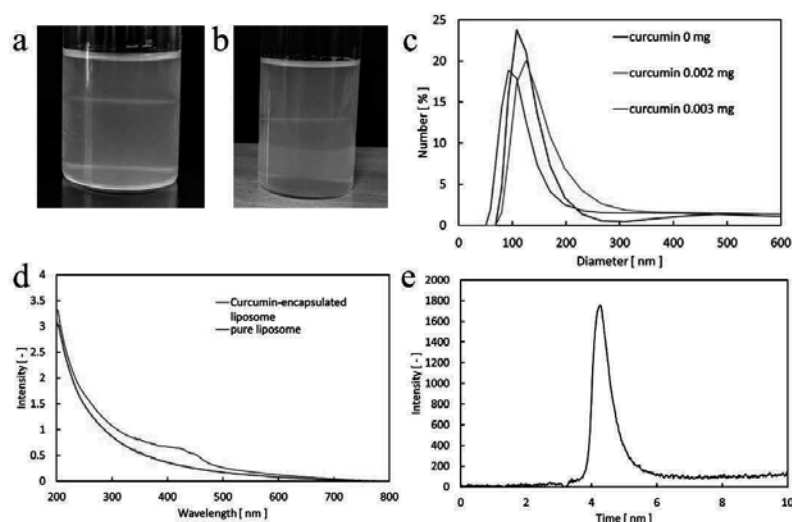 a
b
c
25
20
15
10
5
0
Number [ % ]
curcumin 0 mg
curcumin 0.002 mg
curcumin 0.003 mg
0 100 200 300 400 500 600
Diameter [ nm ]
d
4
3.5
3
2.5
2
1.5
1
0.5
0
Intensity [ - ]
Curcumin-encapsulated
liposome
pure liposome
200 300 400 500 600 700 800
Wavelength [ nm ]
e
2000
1800
1600
1400
1200
1000
800
600
400
200
0
Intensity [-]
0 2 4 6 8 10
Time [ nm ]